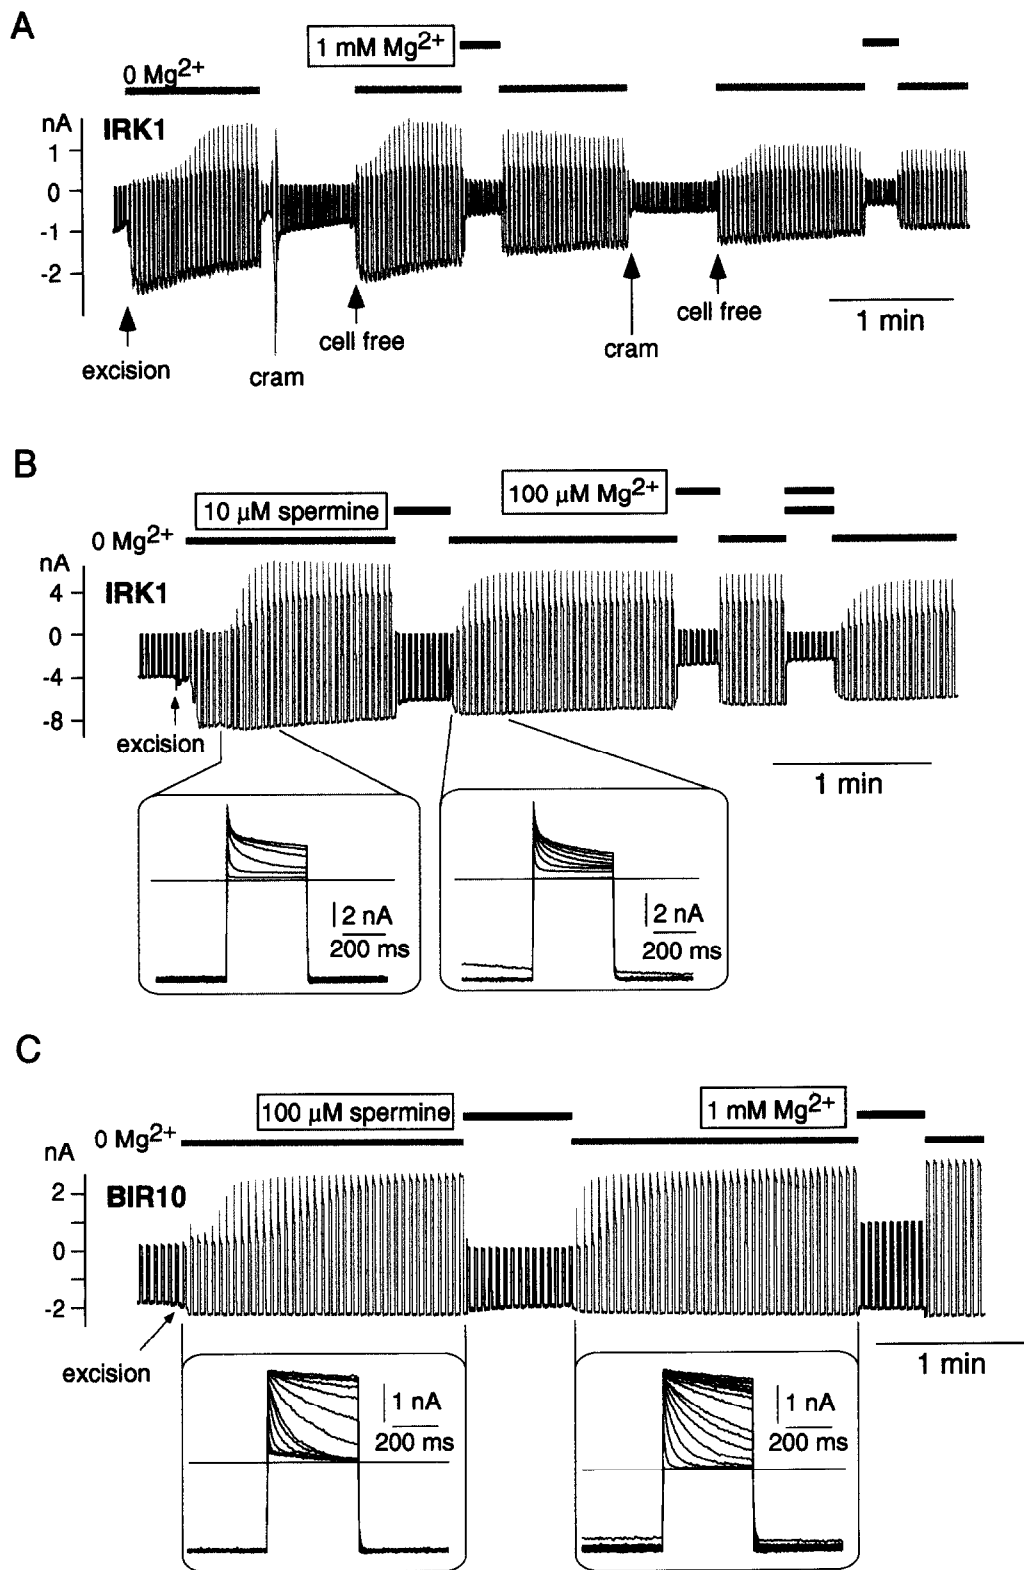 A
1 mM Mg2+
0 Mg2+
nA
IRK1
1
0
-1
-2
excision
cram
cell free
cram
cell free
1 min
B
100 μM Mg2+
10 μM spermine
0 Mg2+
nA
IRK1
4
0
-4
-8
excision
1 min
2 nA
200 ms
2 nA
200 ms
C
100 μM spermine
1 mM Mg2+
0 Mg2+
nA
BIR10
2
0
-2
excision
1 min
1 nA
200 ms
1 nA
200 ms